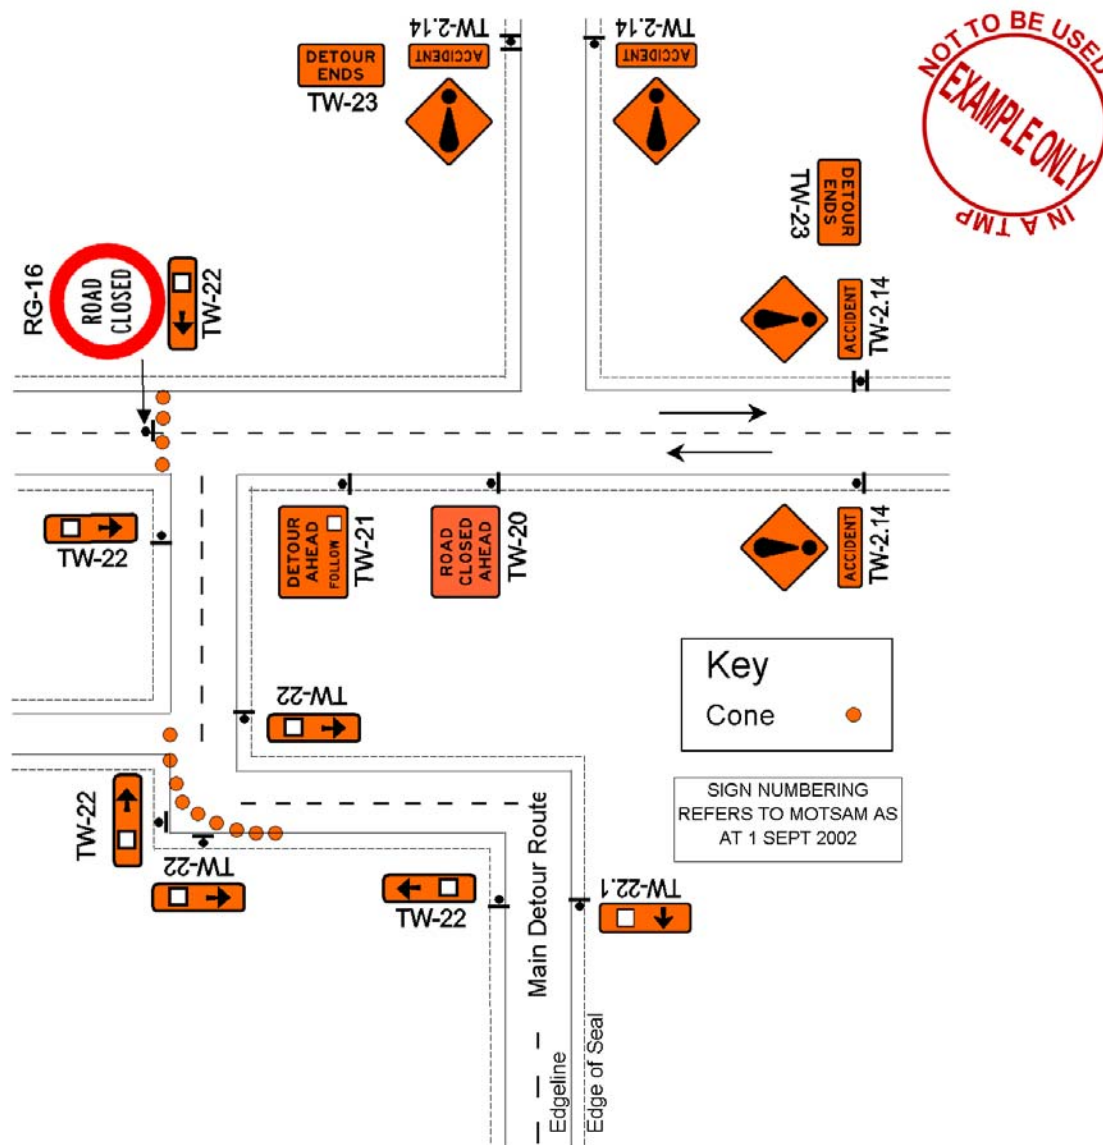 TW-2.14
ACCIDENT
TW-2.14
ACCIDENT
DETOUR
ENDS
TW-23
NOT TO BE USED
EXAMPLE ONLY
IN A TMP
DETOUR
ENDS
TW-23
RG-16
ROAD
CLOSED
TW-22
ACCIDENT
TW-2.14
TW-22
DETOUR
AHEAD
FOLLOW
TW-21
ROAD
CLOSED
AHEAD
TW-20
ACCIDENT
TW-2.14
Key
Cone
TW-22
SIGN NUMBERING
REFERS TO MOTSAM AS
AT 1 SEPT 2002
TW-22
TW-22
TW-22
TW-22.1
Main Detour Route
Edgeline
Edge of Seal